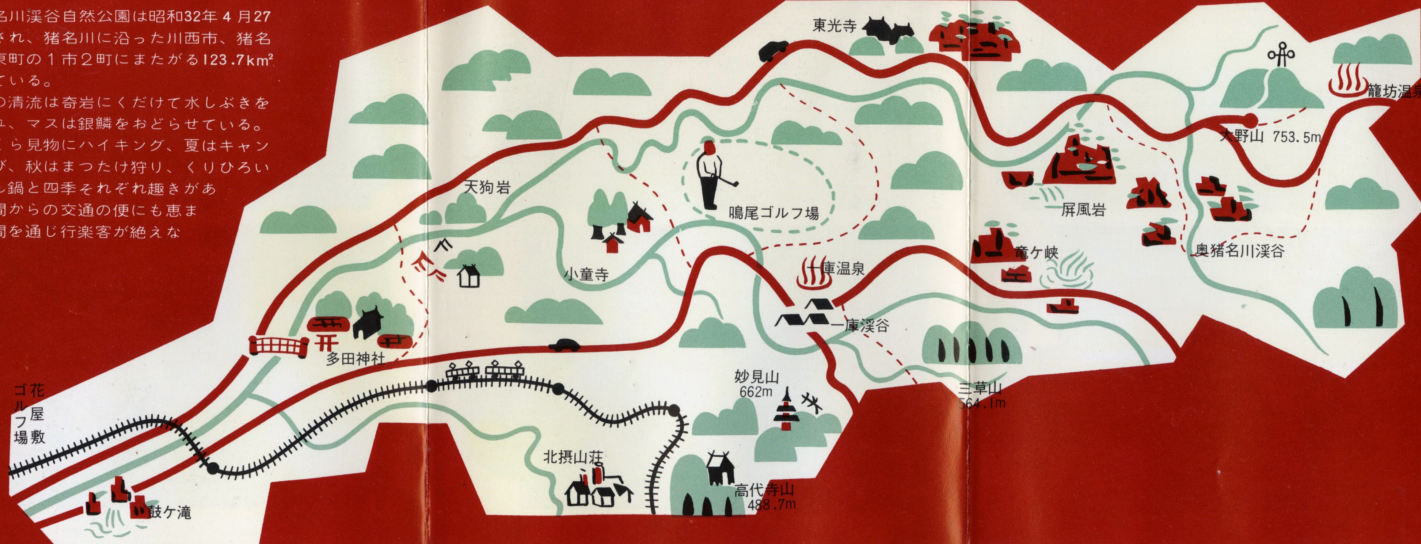 名川渓谷自然公園は昭和32年4月27
され、猪名川に沿った川西市、猪名
町の1市2町にまたがる123.7km²
ている。
の清流は奇岩にくだけて水しぶきを
ュ、マスは銀鱗をおどらせている。
くら見物にハイキング、夏はキャン
び、秋はまつたけ狩り、くりひろい
鍋と四季それぞれ趣きがあ
間からの交通の便にも恵ま
間を通じ行楽客が絶えな
東光寺
籠坊温泉
大野山 753.5m
天狗岩
鳴尾ゴルフ場
屏風岩
奥猪名川渓谷
竜ケ峡
小童寺
一庫温泉
一庫渓谷
多田神社
妙見山
662m
三草山
564.1m
花屋敷
ゴルフ場
北摂山荘
高代寺山
488.7m
鼓ケ滝